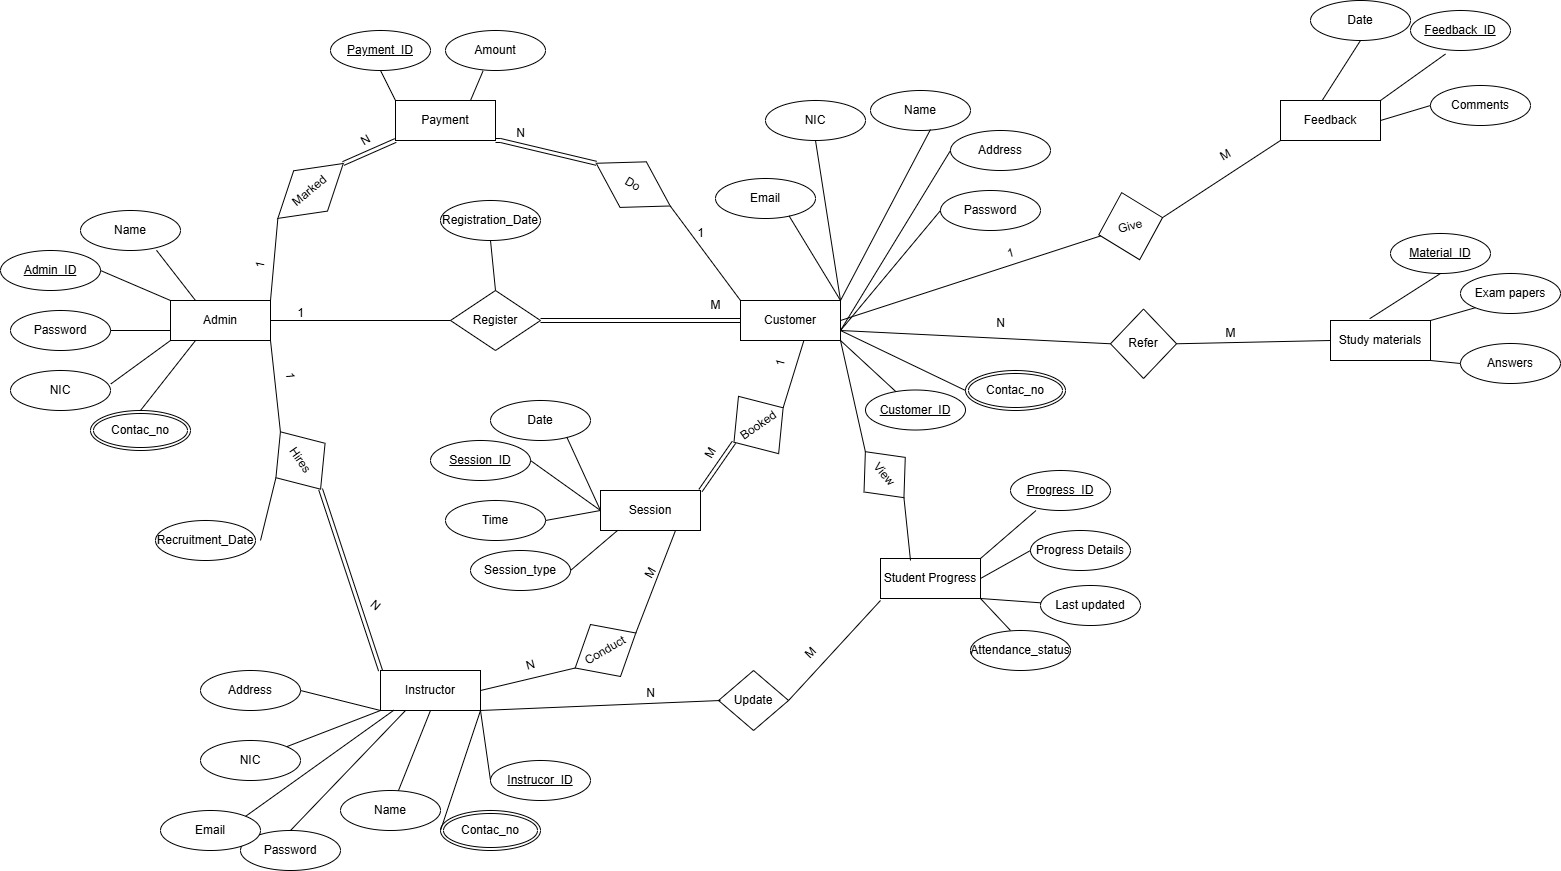 Date
Feedback_ID
Payment_ID
Amount
Comments
Name
NIC
Payment
Feedback
N
N
Address
M
Marked
Do
Email
Password
Registration_Date
Give
Name
1
1
Material_ID
1
Admin_ID
Exam papers
M
1
Admin
Register
Customer
N
M
Password
Refer
Study materials
1
1
Answers
NIC
Contac_no
Customer_ID
Date
Booked
Contac_no
M
Hires
Session_ID
View
Progress_ID
Session
Time
Recruitment_Date
Progress Details
Session_type
M
Student Progress
N
Last updated
Conduct
Attendance_status
M
N
Address
Instructor
N
Update
NIC
Instrucor_ID
Name
Email
Contac_no
Password